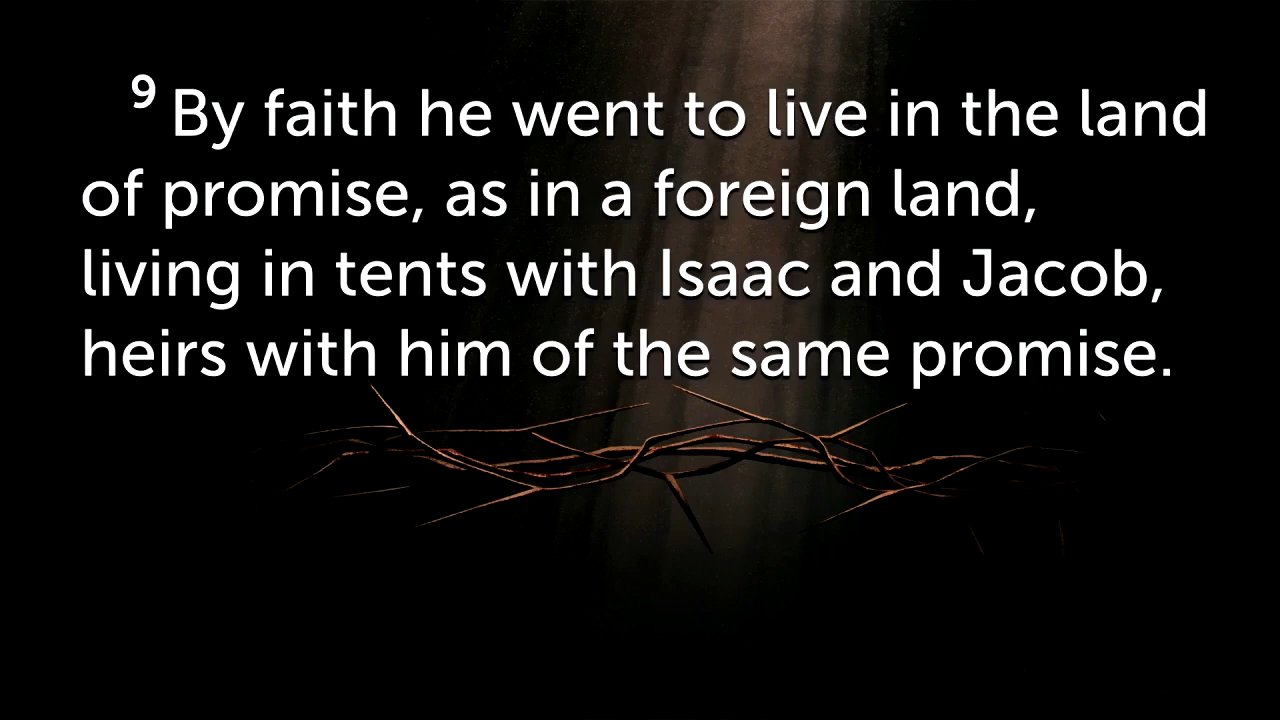 9 By faith he went to live in the land
of promise, as in a foreign land,
living in tents with Isaac and Jacob,
heirs with him of the same promise.